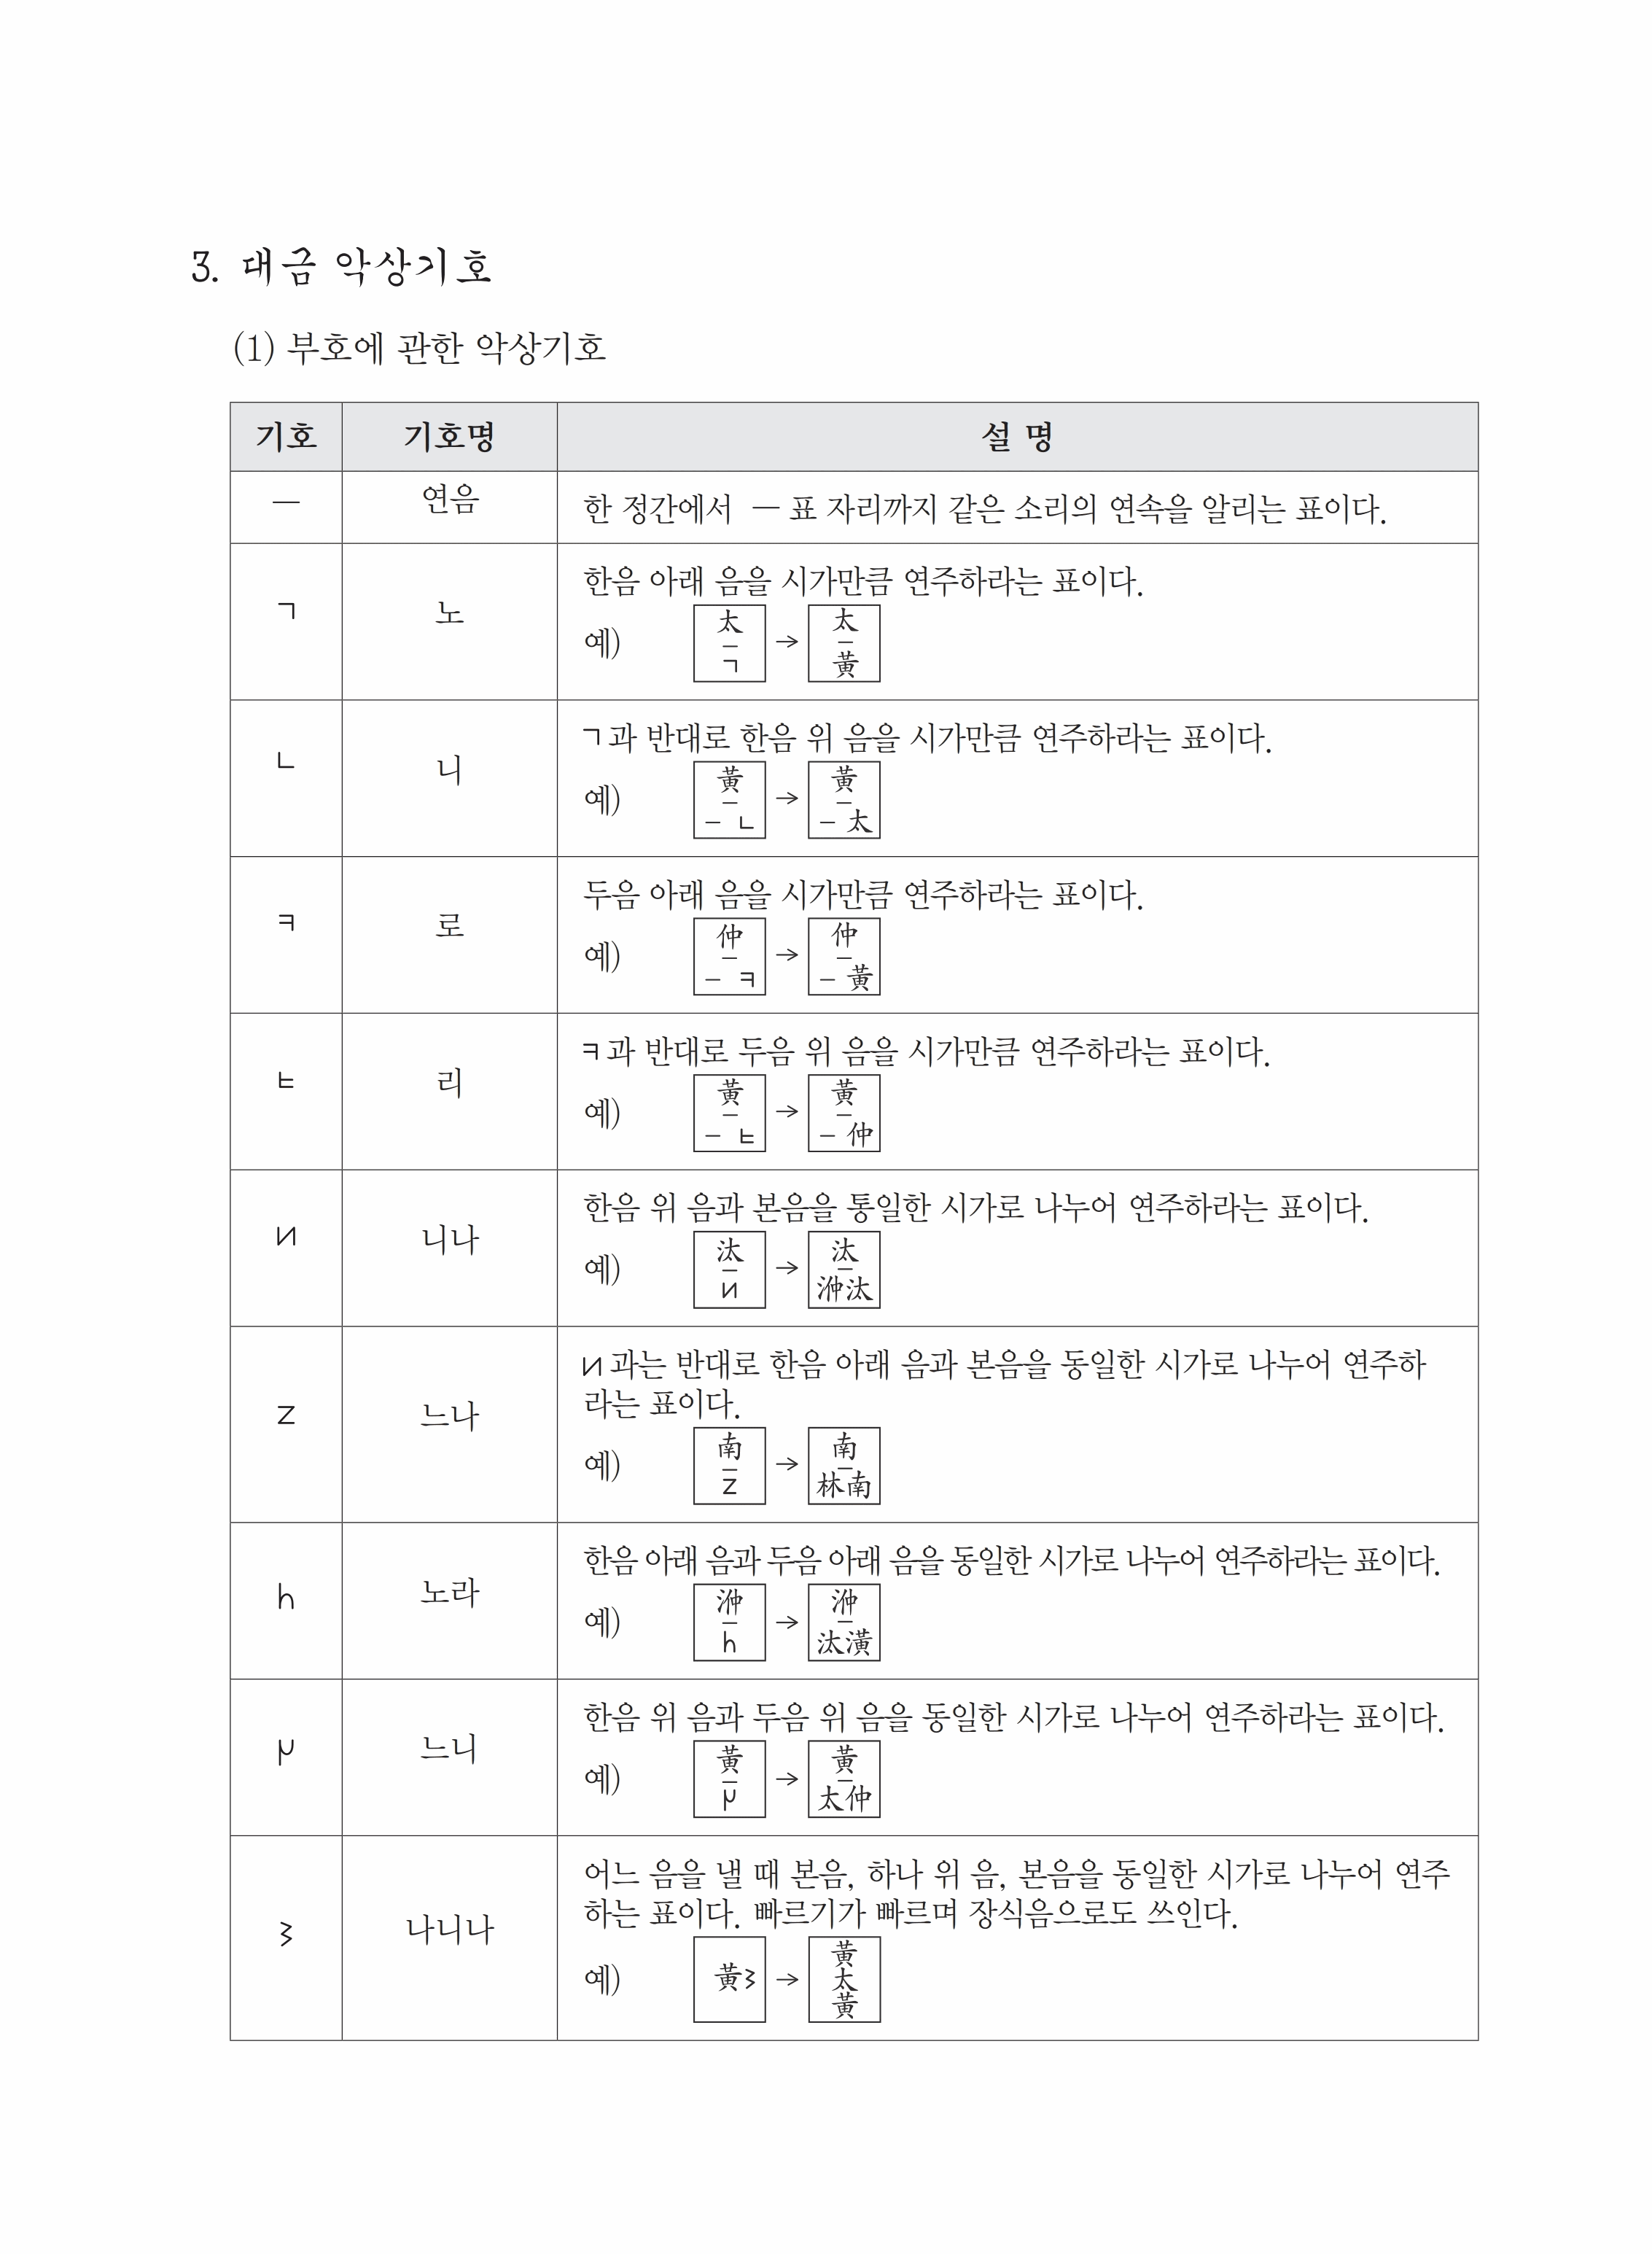 3. 대금 악상기호
(1) 부호에 관한 악상기호
기호 기호명 설 명
― 연음 한 정간에서 ― 표 자리까지 같은 소리의 연속을 알리는 표이다.
한음 아래 음을 시가만큼 연주하라는 표이다.
ㄱ 노
예) 太 ― ㄱ → 太 ― 黃
ㄱ과 반대로 한음 위 음을 시가만큼 연주하라는 표이다.
ㄴ 니
예) 黃 ― ― ㄴ → 黃 ― ― 太
두음 아래 음을 시가만큼 연주하라는 표이다.
ㅋ 로
예) 仲 ― ― ㅋ → 仲 ― ― 黃
ㅋ과 반대로 두음 위 음을 시가만큼 연주하라는 표이다.
ㅌ 리
예) 黃 ― ― ㅌ → 黃 ― ― 仲
한음 위 음과 본음을 통일한 시가로 나누어 연주하라는 표이다.
И 니나
예) 汰 ― И → 汰 ― 㳞汰
И과는 반대로 한음 아래 음과 본음을 동일한 시가로 나누어 연주하
라는 표이다.
Z 느나
예) 南 ― Z → 南 ― 林南
한음 아래 음과 두음 아래 음을 동일한 시가로 나누어 연주하라는 표이다.
h 노라
예) 㳞 ― h → 㳞 ― 汰潢
한음 위 음과 두음 위 음을 동일한 시가로 나누어 연주하라는 표이다.
느니
예) 黃 ― → 黃 ― 太仲
어느 음을 낼 때 본음, 하나 위 음, 본음을 동일한 시가로 나누어 연주
하는 표이다. 빠르기가 빠르며 장식음으로도 쓰인다.
나니나
예) 黃 → 黃 太 黃